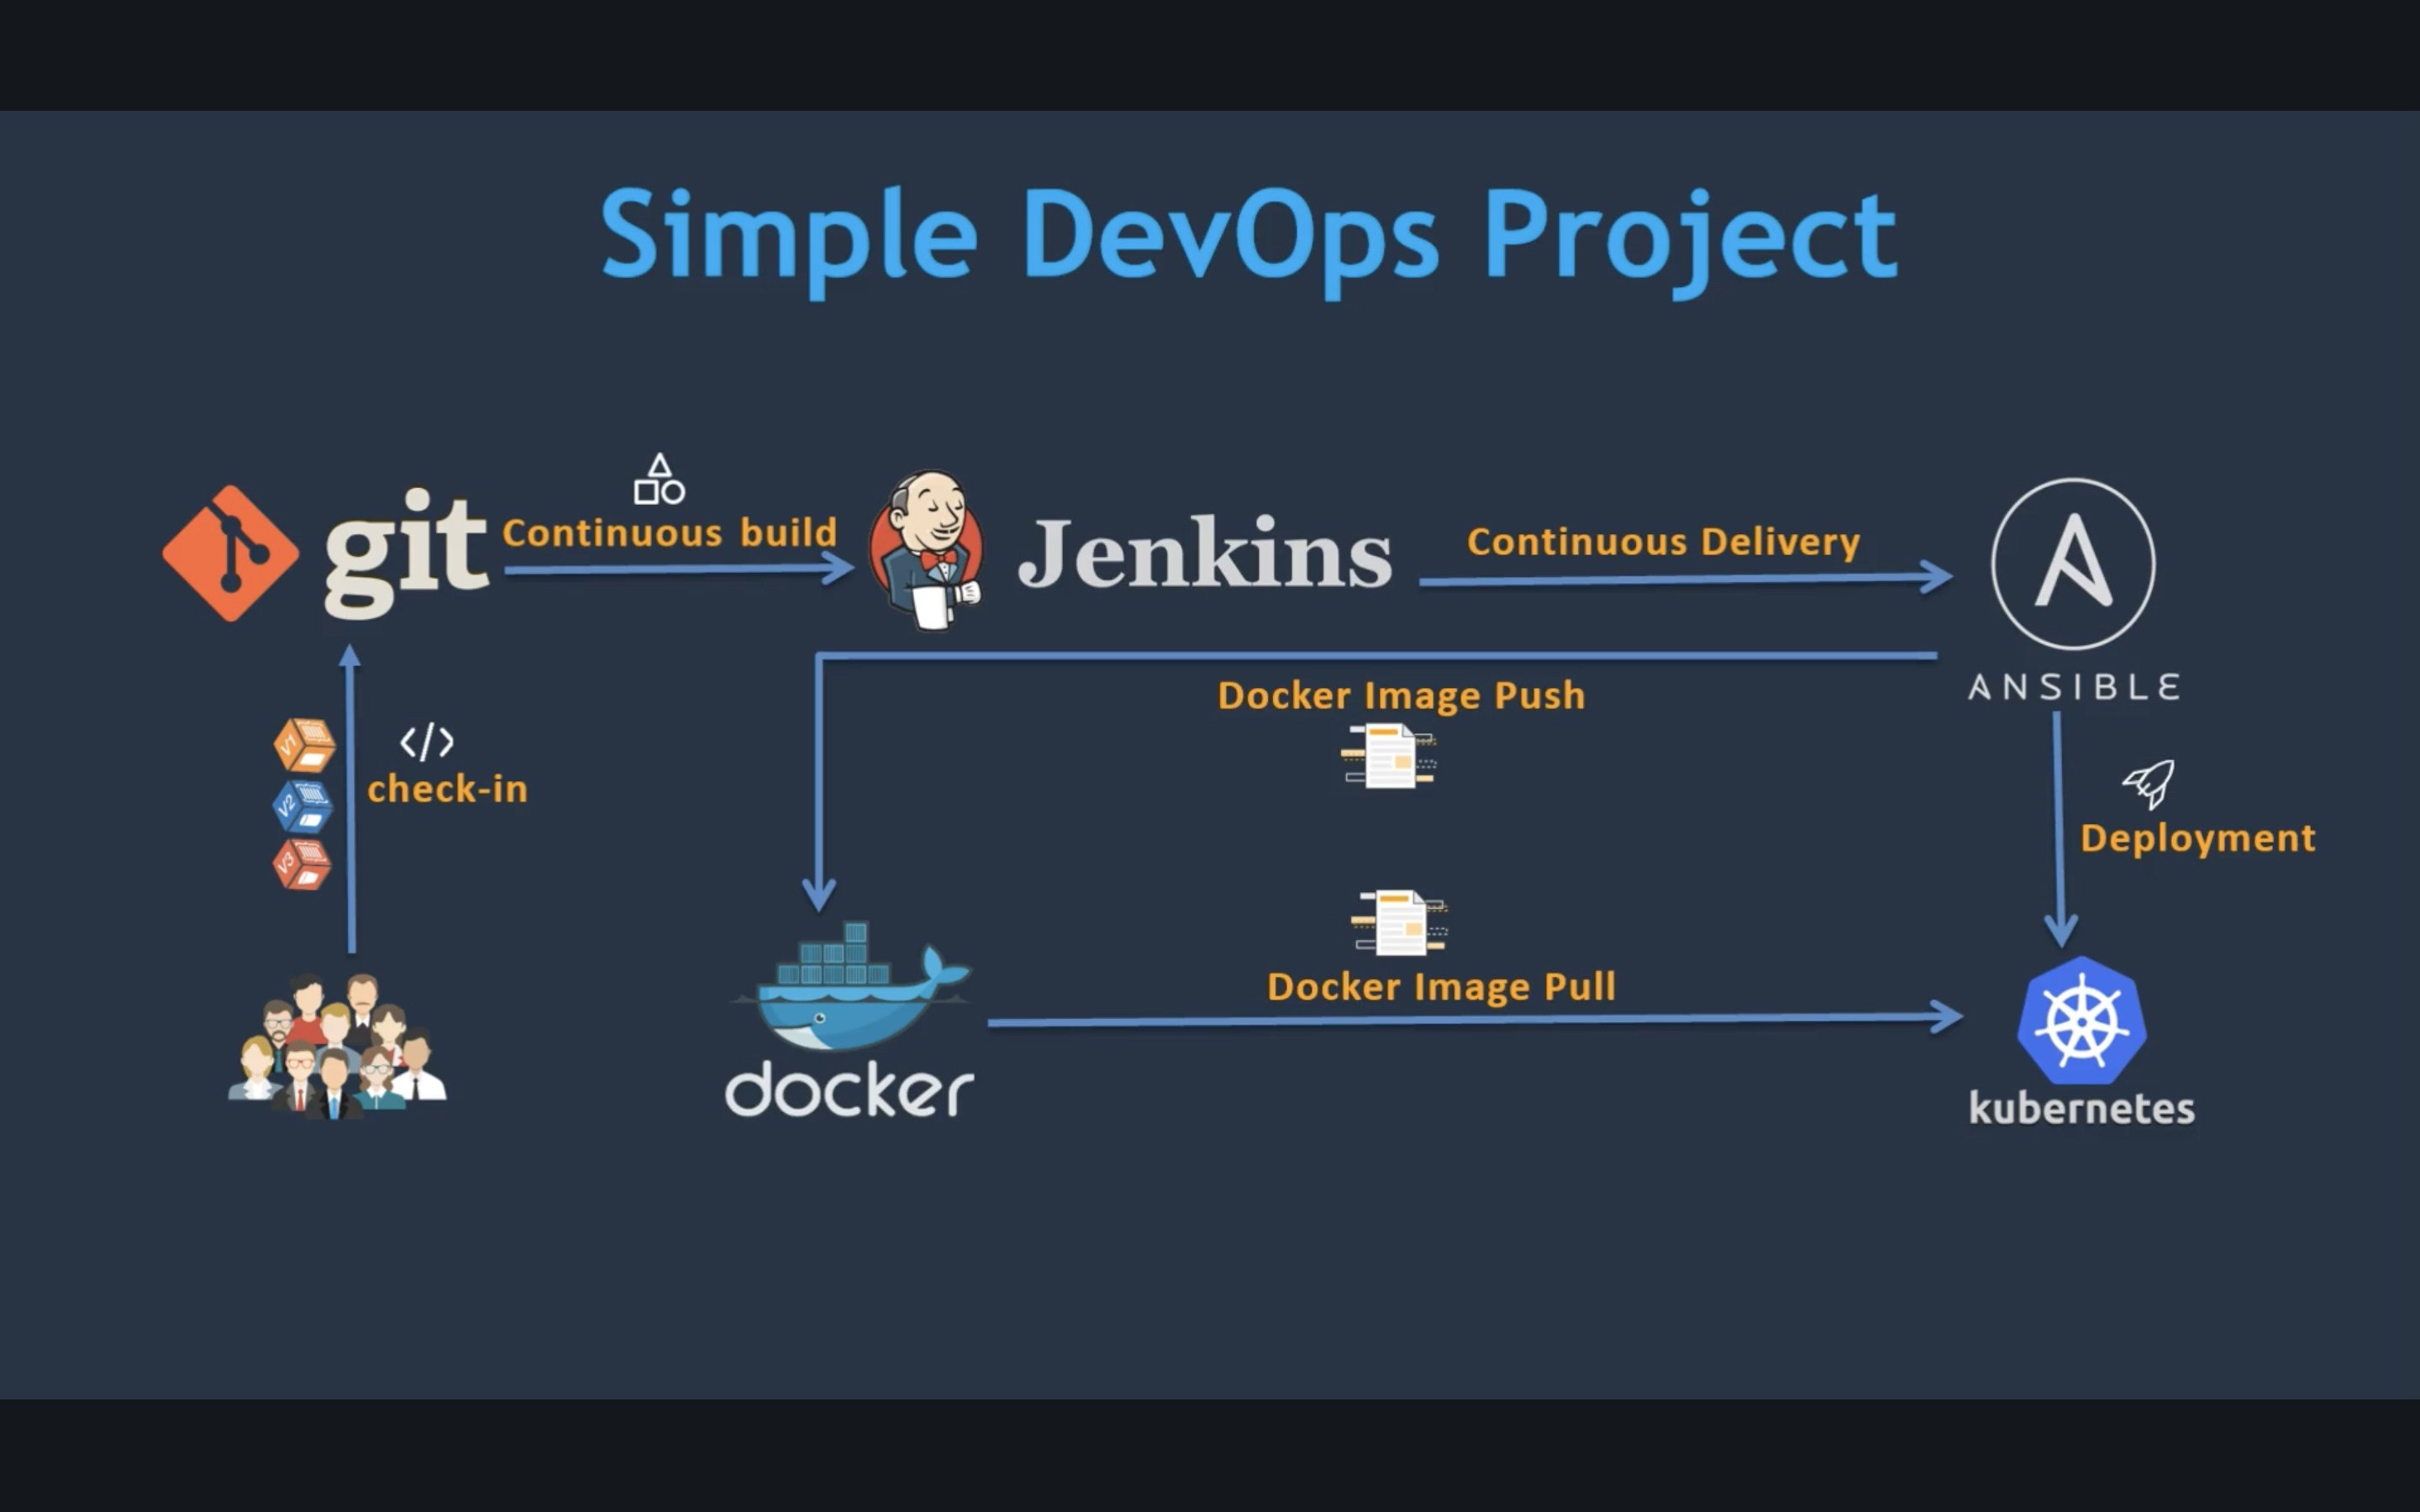 Simple DevOps Project
git
Continuous build
Jenkins
Continuous Delivery
ANSIBLE
Docker Image Push
V1
V2
V3
</>
check-in
Deployment
docker
Docker Image Pull
kubernetes